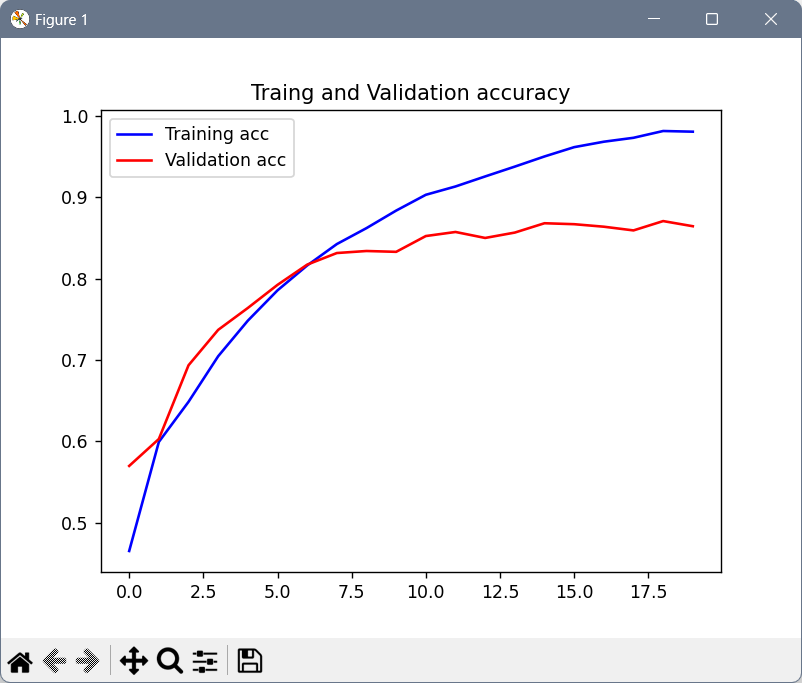 Figure 1
Traing and Validation accuracy
Training acc
Validation acc
1.0
0.9
0.8
0.7
0.6
0.5
0.0 2.5 5.0 7.5 10.0 12.5 15.0 17.5